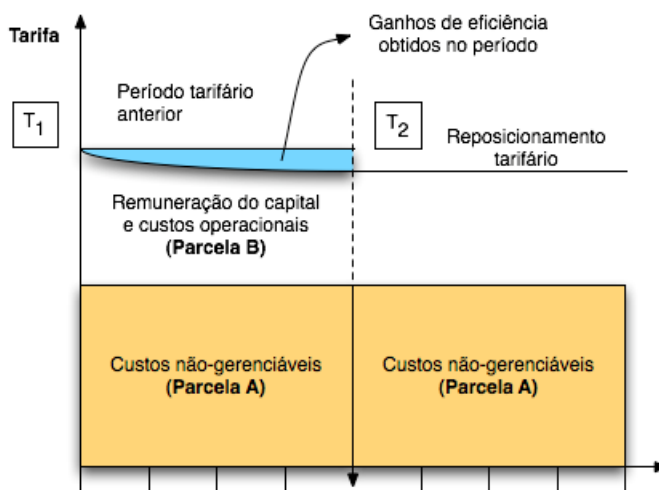 Tarifa
Ganhos de eficiência
obtidos no período
Período tarifário
anterior
T1
T2
Reposicionamento
tarifário
Remuneração do capital
e custos operacionais
(Parcela B)
Custos não-gerenciáveis
(Parcela A)
Custos não-gerenciáveis
(Parcela A)